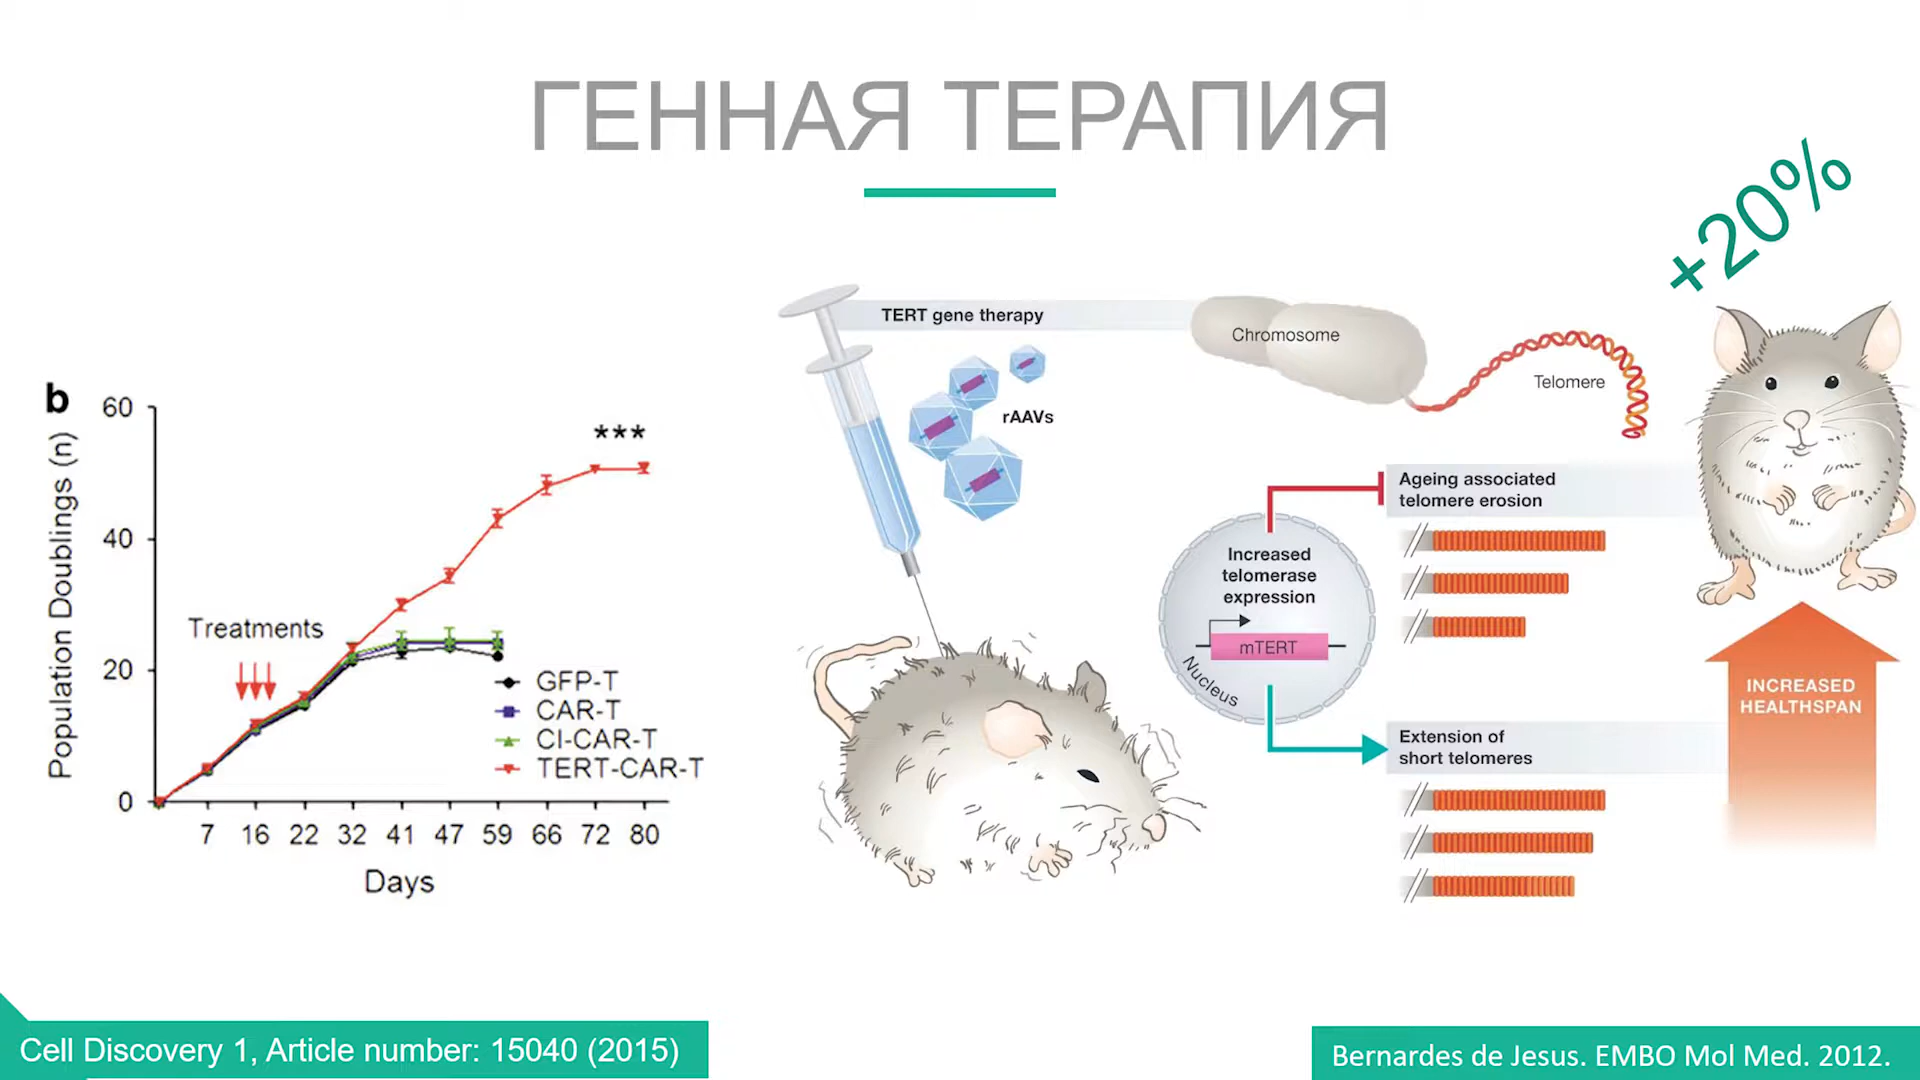 ГЕННАЯ ТЕРАПИЯ
+20%
b
Population Doublings (n)
60
40
20
0
***
Treatments
GFP-T
CAR-T
CI-CAR-T
TERT-CAR-T
7 16 22 32 41 47 59 66 72 80
Days
TERT gene therapy
rAAVs
Chromosome
Telomere
Increased
telomerase
expression
mTERT
Nucleus
Ageing associated
telomere erosion
Extension of
short telomeres
INCREASED
HEALTHSPAN
Cell Discovery 1, Article number: 15040 (2015)
Bernardes de Jesus. EMBO Mol Med. 2012.